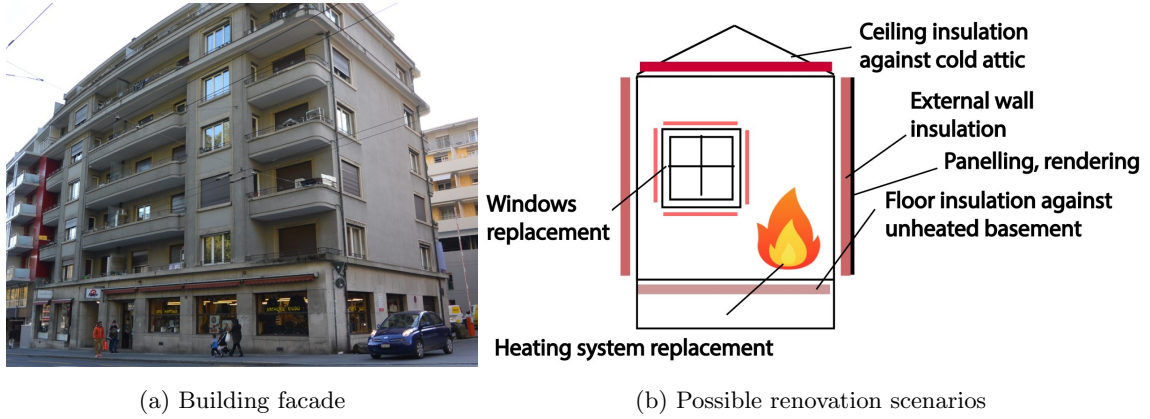 Ceiling insulation
against cold attic
External wall
insulation
Panelling, rendering
Floor insulation against
unheated basement
Windows
replacement
Heating system replacement
(a) Building facade
(b) Possible renovation scenarios